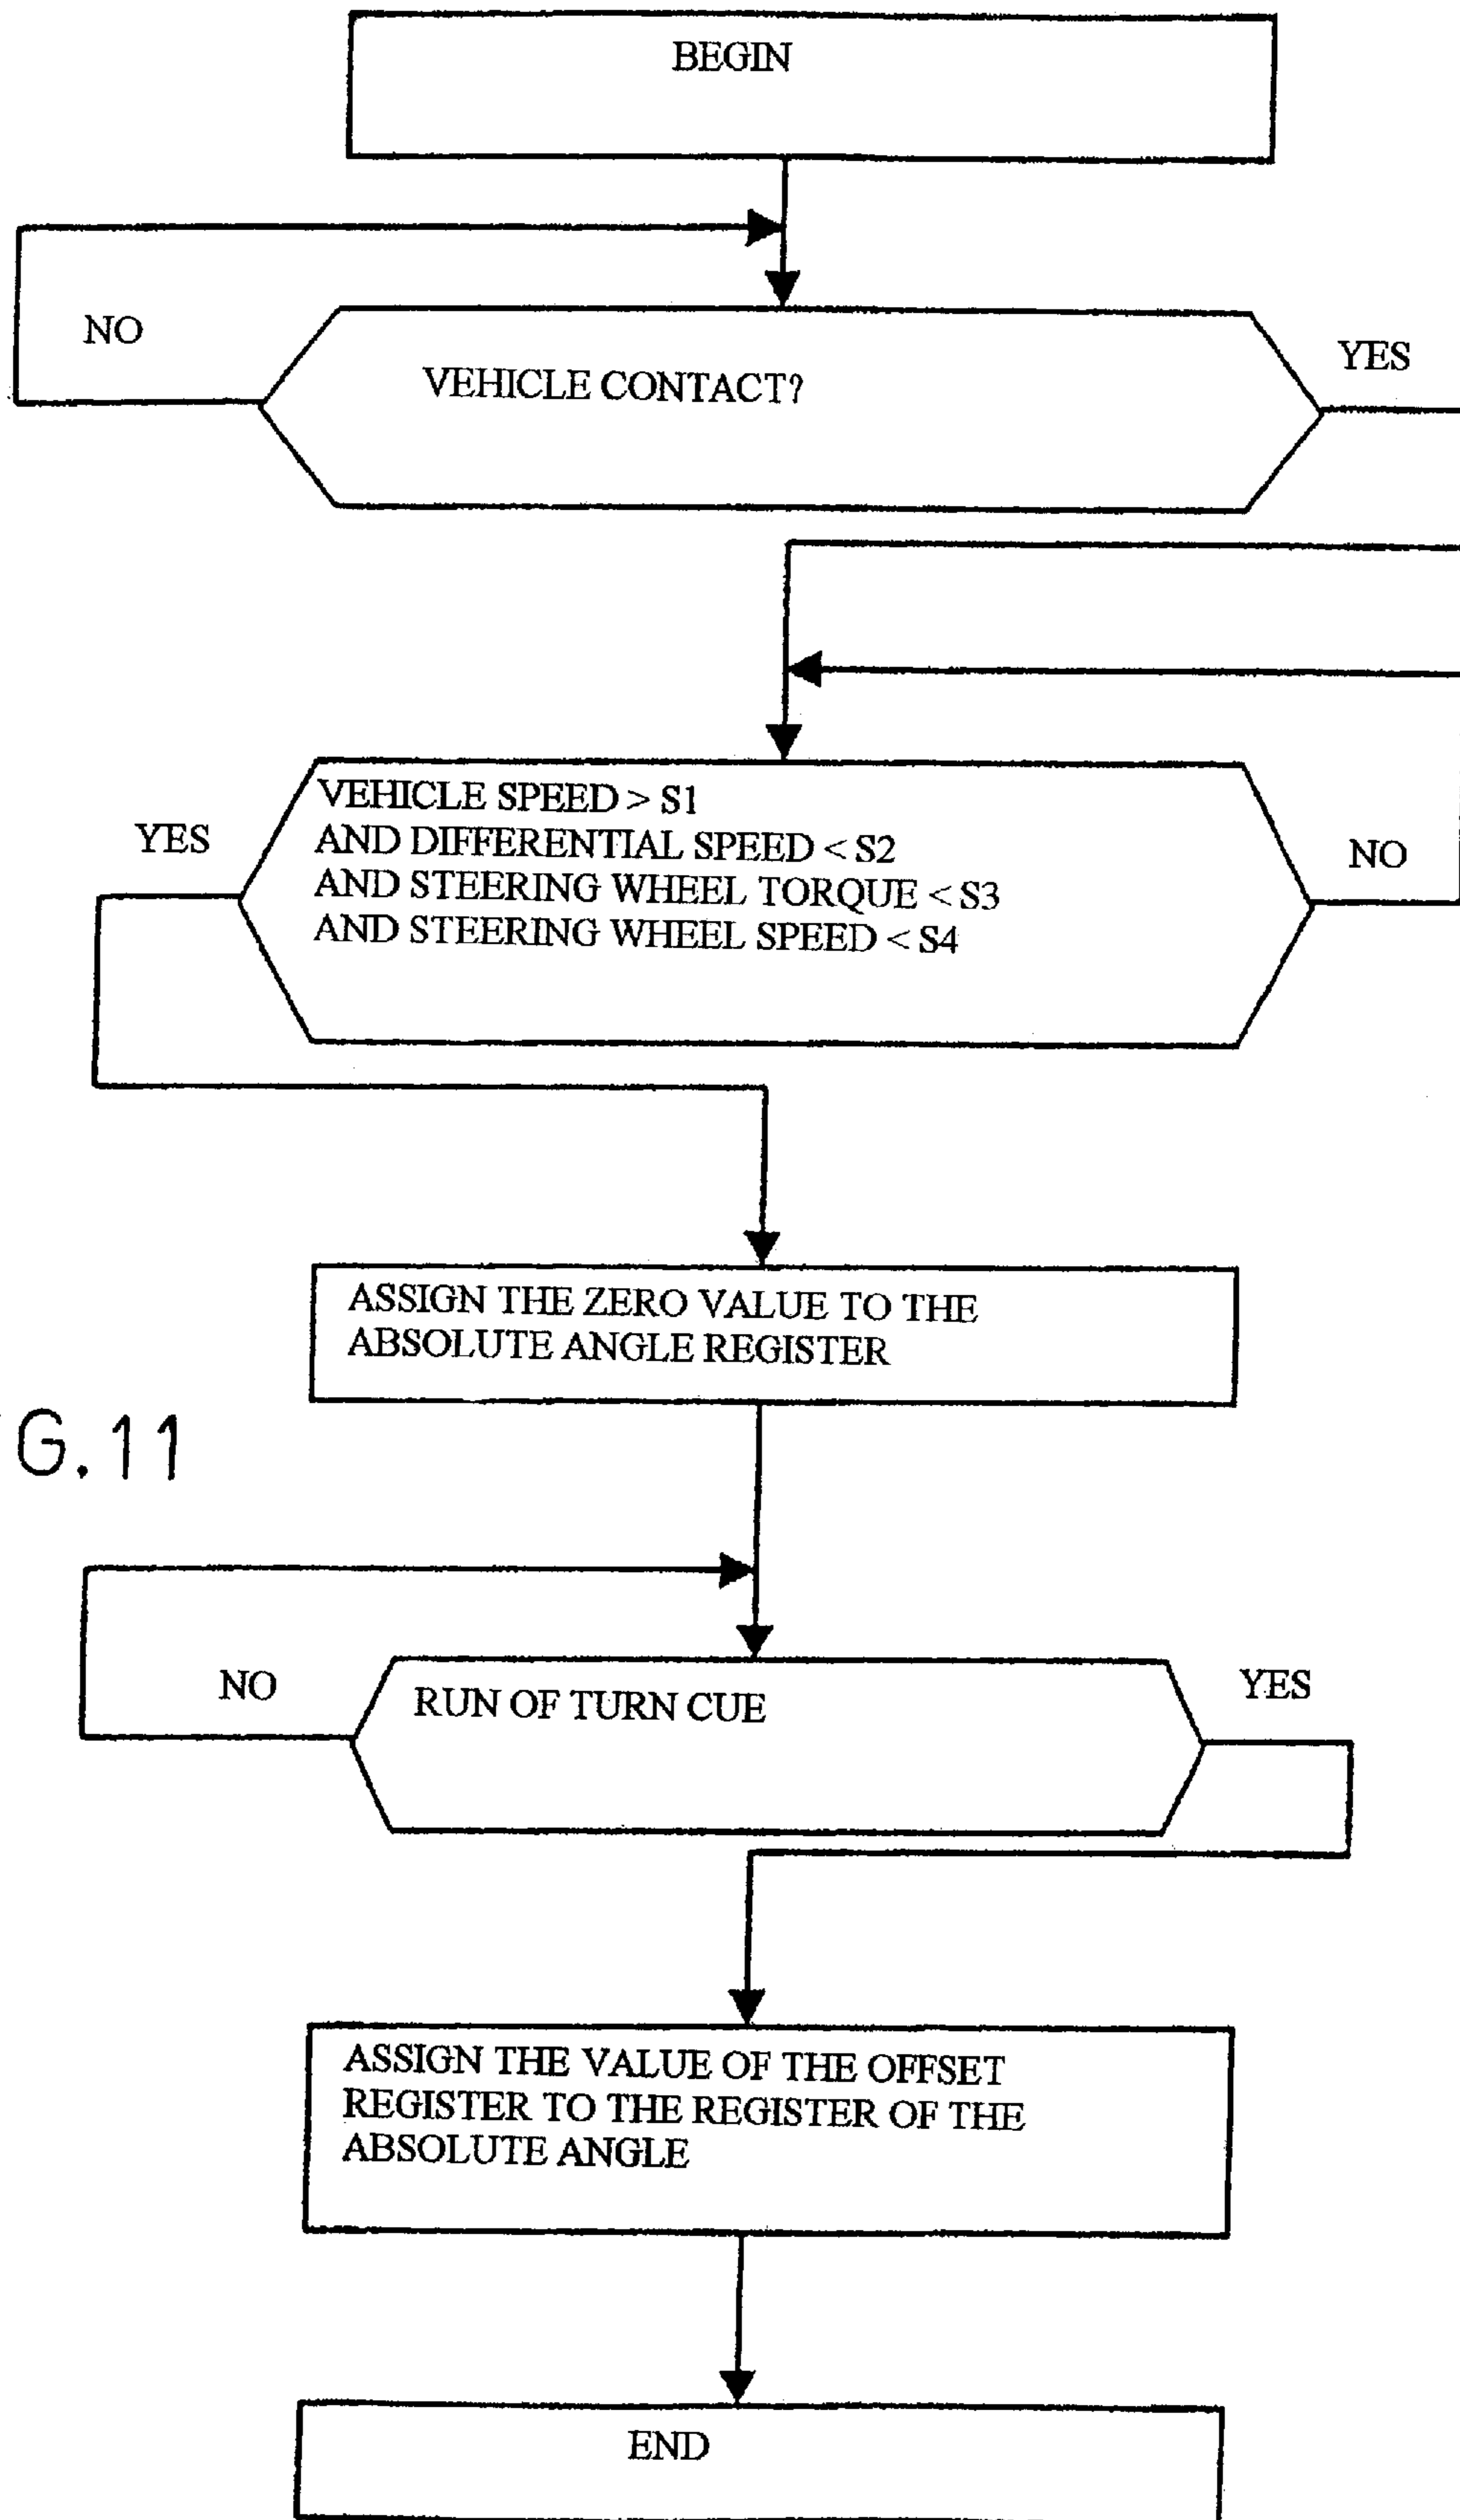 BEGIN
NO
YES
VEHICLE CONTACT?
YES
VEHICLE SPEED > S1
AND DIFFERENTIAL SPEED < S2
AND STEERING WHEEL TORQUE < S3
AND STEERING WHEEL SPEED < S4
NO
ASSIGN THE ZERO VALUE TO THE
ABSOLUTE ANGLE REGISTER
G.11
NO
RUN OF TURN CUE
YES
ASSIGN THE VALUE OF THE OFFSET
REGISTER TO THE REGISTER OF THE
ABSOLUTE ANGLE
END